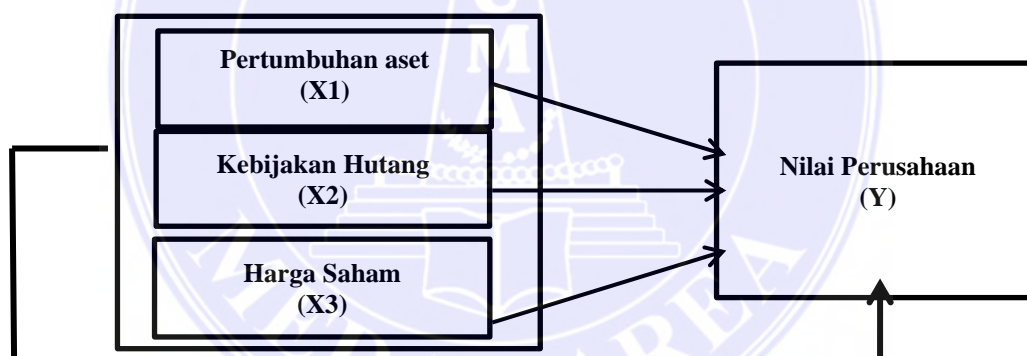 Pertumbuhan aset
(X1)
Kebijakan Hutang
(X2)
Harga Saham
(X3)
Nilai Perusahaan
(Y)